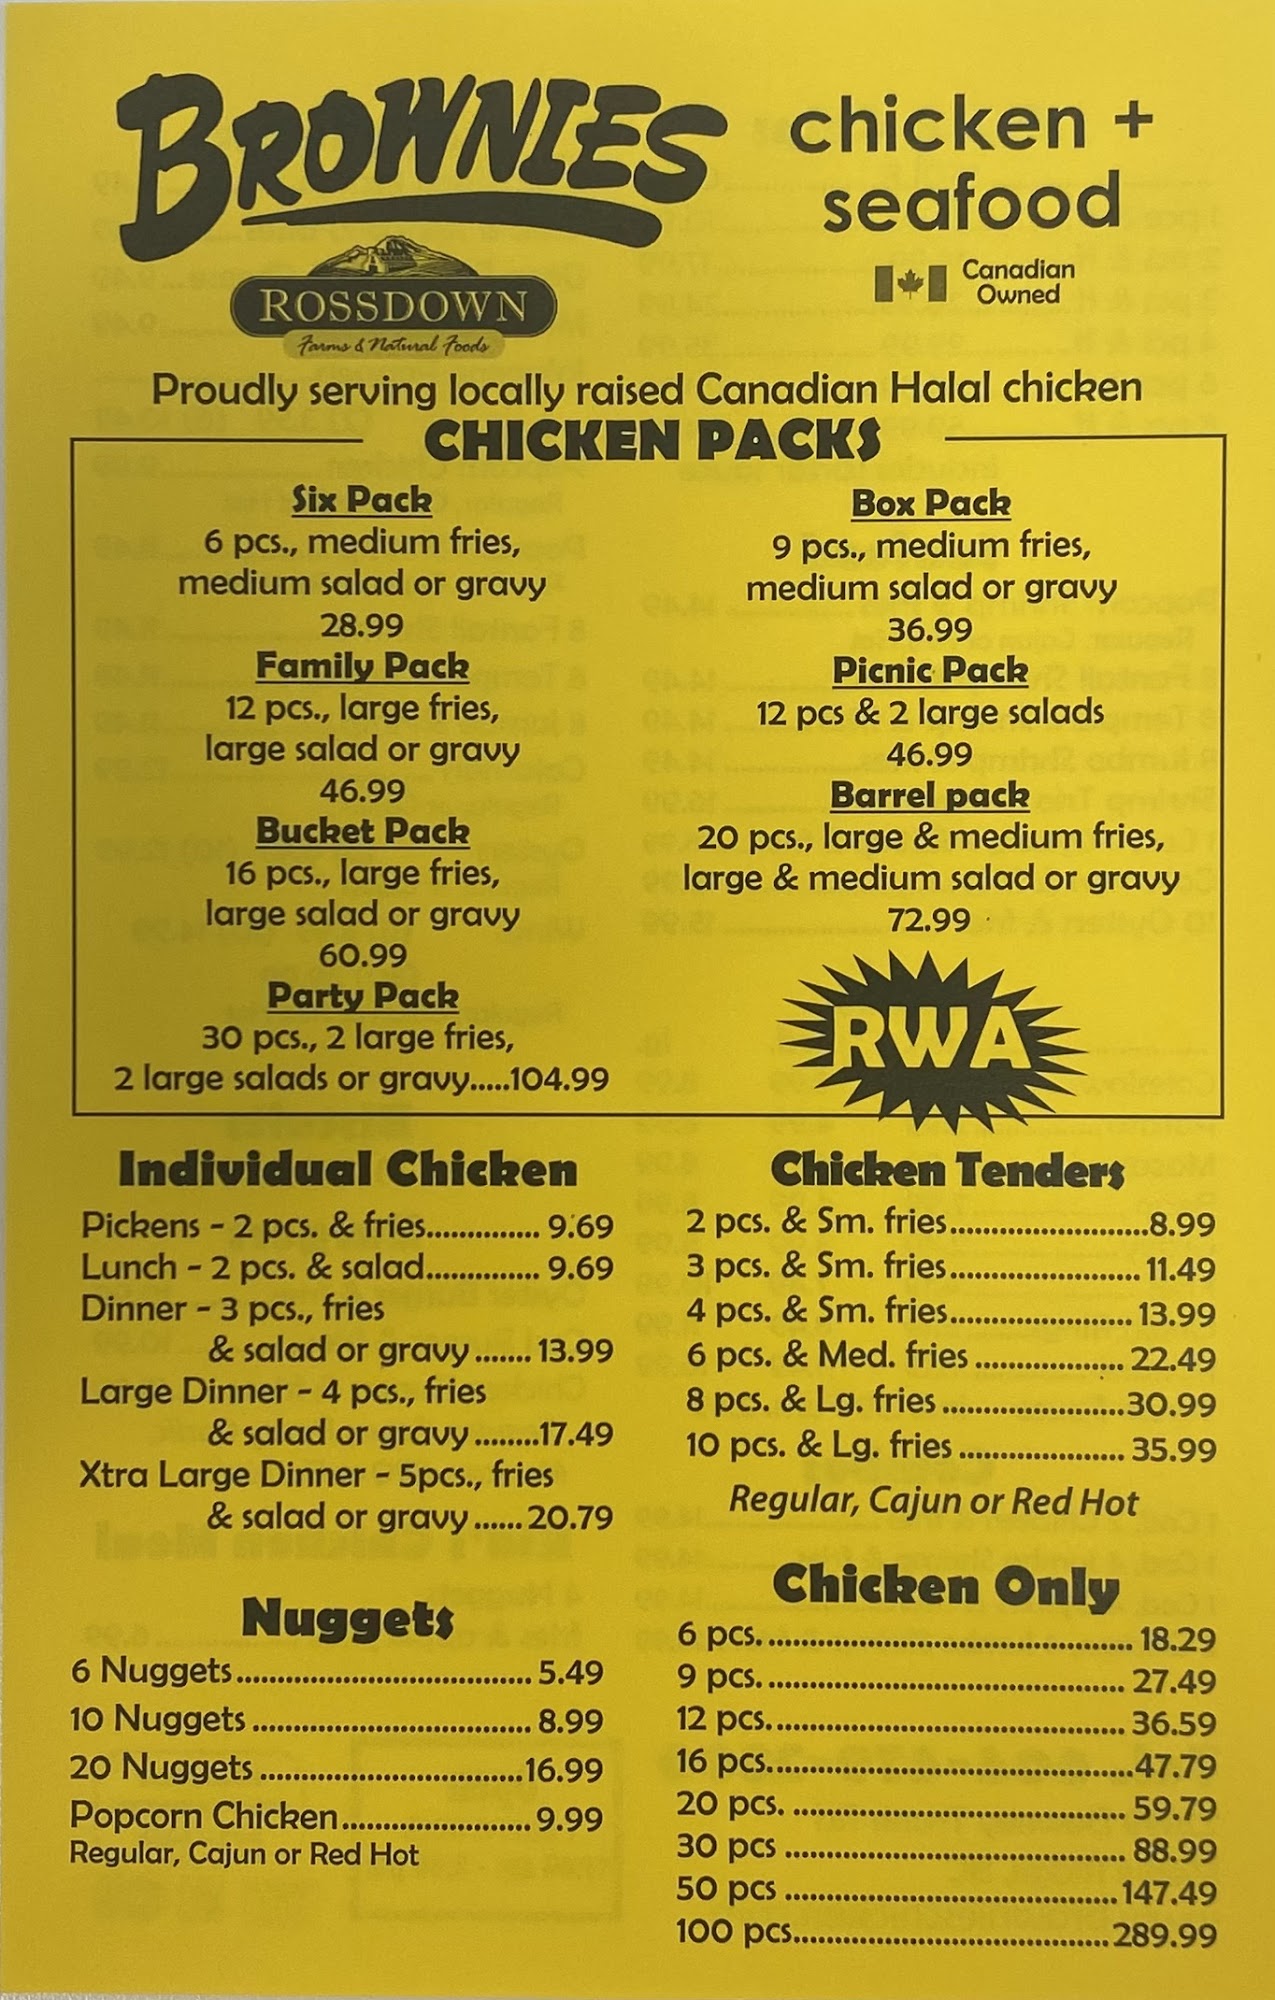 BROWNIES
chicken +
seafood
Canadian
Owned
ROSSDOWN
Farms & Natural Foods
Proudly serving locally raised Canadian Halal chicken
CHICKEN PACKS
Six Pack
6 pcs., medium fries,
medium salad or gravy
28.99
Family Pack
12 pcs., large fries,
large salad or gravy
46.99
Bucket Pack
16 pcs., large fries,
large salad or gravy
60.99
Party Pack
30 pcs., 2 large fries,
2 large salads or gravy.....104.99
Box Pack
9 pcs., medium fries,
medium salad or gravy
36.99
Picnic Pack
12 pcs & 2 large salads
46.99
Barrel pack
20 pcs., large & medium fries,
large & medium salad or gravy
72.99
RWA
Individual Chicken
Pickens - 2 pcs. & fries.............. 9.69
Lunch - 2 pcs. & salad.............. 9.69
Dinner - 3 pcs., fries
& salad or gravy ....... 13.99
Large Dinner - 4 pcs., fries
& salad or gravy ........17.49
Xtra Large Dinner - 5pcs., fries
& salad or gravy ...... 20.79
Chicken Tenders
2 pcs. & Sm. fries.........................8.99
3 pcs. & Sm. fries........................ 11.49
4 pcs. & Sm. fries....................... 13.99
6 pcs. & Med. fries ................... 22.49
8 pcs. & Lg. fries .......................30.99
10 pcs. & Lg. fries ..................... 35.99
Regular, Cajun or Red Hot
Nuggets
6 Nuggets..................................... 5.49
10 Nuggets ................................... 8.99
20 Nuggets .................................16.99
Popcorn Chicken........................ 9.99
Regular, Cajun or Red Hot
Chicken Only
6 pcs. .............................................. 18.29
9 pcs. ............................................. 27.49
12 pcs............................................. 36.59
16 pcs.............................................47.79
20 pcs. .......................................... 59.79
30 pcs ........................................... 88.99
50 pcs ..........................................147.49
100 pcs........................................289.99